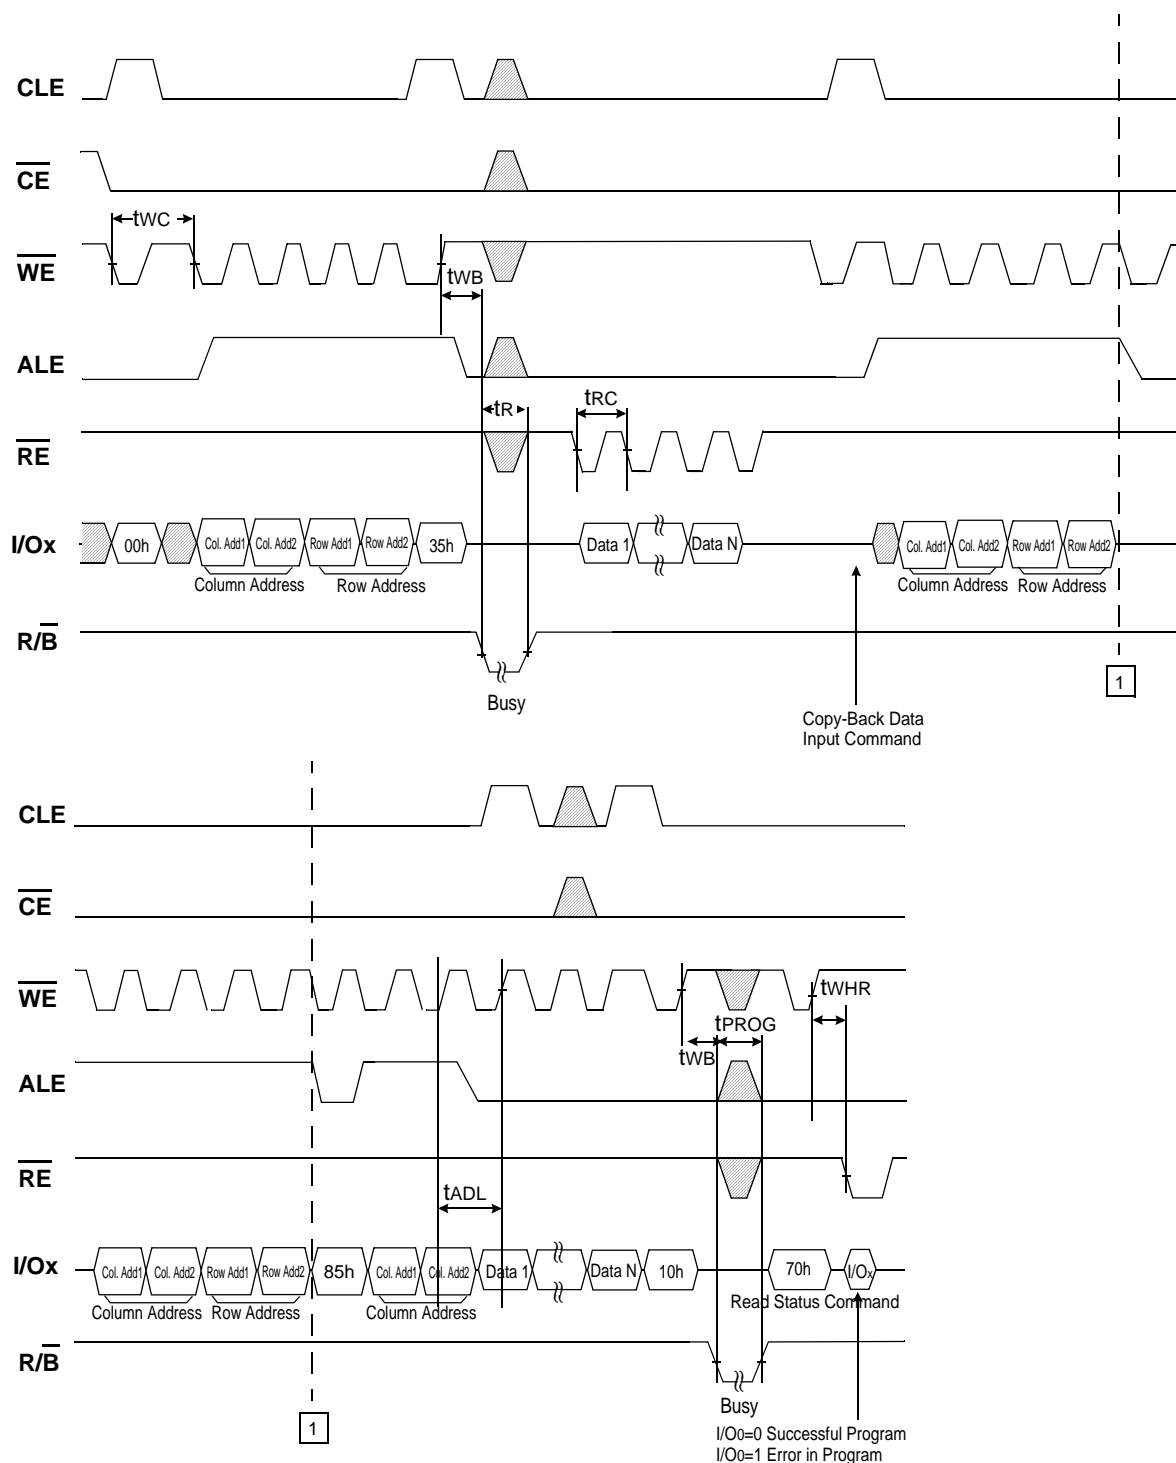 CLE
CE
tWC
WE
tWB
ALE
tR
tRC
RE
I/Ox
00h
Col. Add1
Col. Add2
Row Add1
Row Add2
35h
Data 1
Data N
Col. Add1
Col. Add2
Row Add1
Row Add2
Column Address
Row Address
Column Address
Row Address
R/B
Busy
1
Copy-Back Data
Input Command
CLE
CE
WE
tWHR
tPROG
tWB
ALE
RE
tADL
I/Ox
Col. Add1
Col. Add2
Row Add1
Row Add2
85h
Col. Add1
Col. Add2
Data 1
Data N
10h
70h
I/Ox
Column Address
Row Address
Column Address
Read Status Command
R/B
Busy
1
I/O0=0 Successful Program
I/O0=1 Error in Program